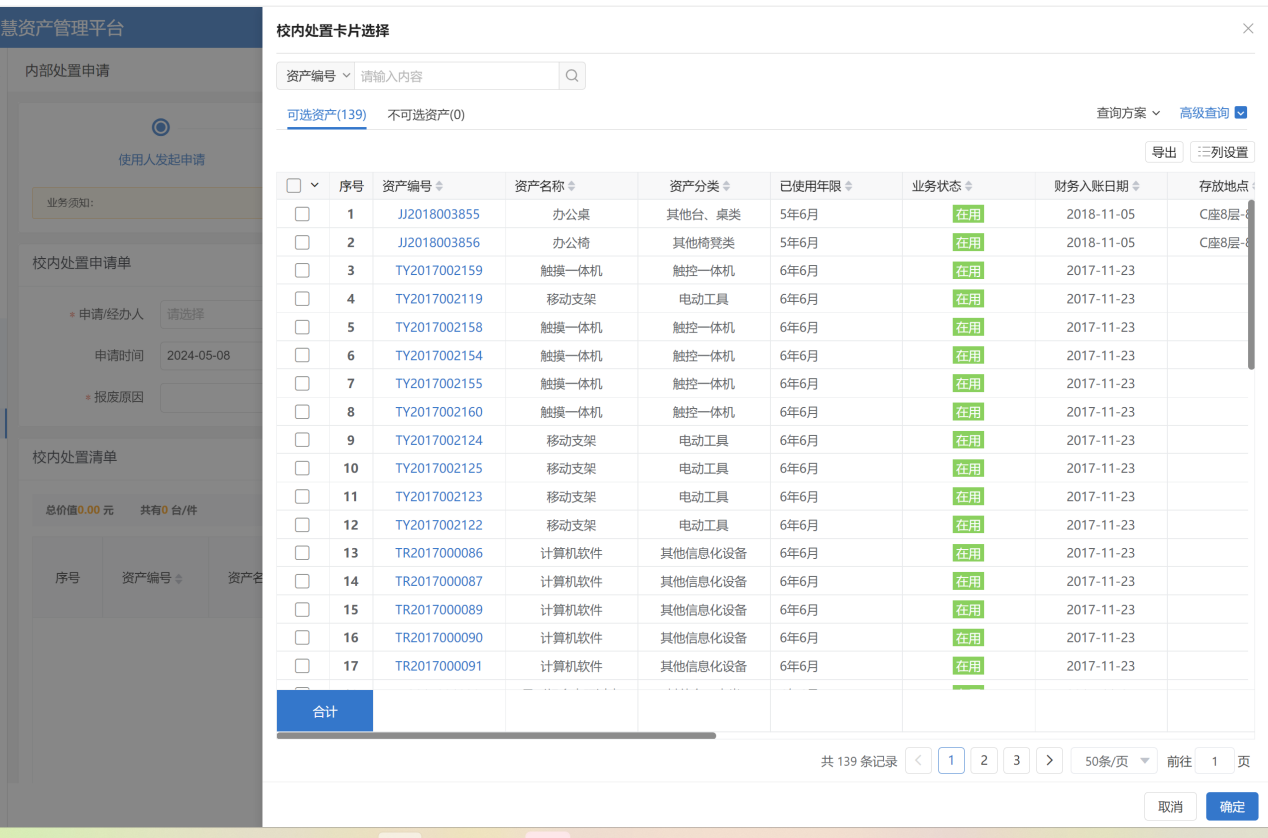 慧资产管理平台
内部处置申请
使用人发起申请
业务须知:
校内处置申请单
* 申请/经办人 请选择
申请时间 2024-05-08
* 报废原因
校内处置清单
总价值0.00 元 共有0 台/件
序号 资产编号 资产名
校内处置卡片选择
资产编号 请输入内容
可选资产(139) 不可选资产(0) 查询方案 高级查询
导出 列设置
序号 资产编号 资产名称 资产分类 已使用年限 业务状态 财务入账日期 存放地点
1 JJ2018003855 办公桌 其他台、桌类 5年6月 在用 2018-11-05 C座8层-
2 JJ2018003856 办公椅 其他椅凳类 5年6月 在用 2018-11-05 C座8层-
3 TY2017002159 触摸一体机 触控一体机 6年6月 在用 2017-11-23
4 TY2017002119 移动支架 电动工具 6年6月 在用 2017-11-23
5 TY2017002158 触摸一体机 触控一体机 6年6月 在用 2017-11-23
6 TY2017002154 触摸一体机 触控一体机 6年6月 在用 2017-11-23
7 TY2017002155 触摸一体机 触控一体机 6年6月 在用 2017-11-23
8 TY2017002160 触摸一体机 触控一体机 6年6月 在用 2017-11-23
9 TY2017002124 移动支架 电动工具 6年6月 在用 2017-11-23
10 TY2017002125 移动支架 电动工具 6年6月 在用 2017-11-23
11 TY2017002123 移动支架 电动工具 6年6月 在用 2017-11-23
12 TY2017002122 移动支架 电动工具 6年6月 在用 2017-11-23
13 TR2017000086 计算机软件 其他信息化设备 6年6月 在用 2017-11-23
14 TR2017000087 计算机软件 其他信息化设备 6年6月 在用 2017-11-23
15 TR2017000089 计算机软件 其他信息化设备 6年6月 在用 2017-11-23
16 TR2017000090 计算机软件 其他信息化设备 6年6月 在用 2017-11-23
17 TR2017000091 计算机软件 其他信息化设备 6年6月 在用 2017-11-23
合计
共 139 条记录 1 2 3 50条/页 前往 1 页
取消 确定